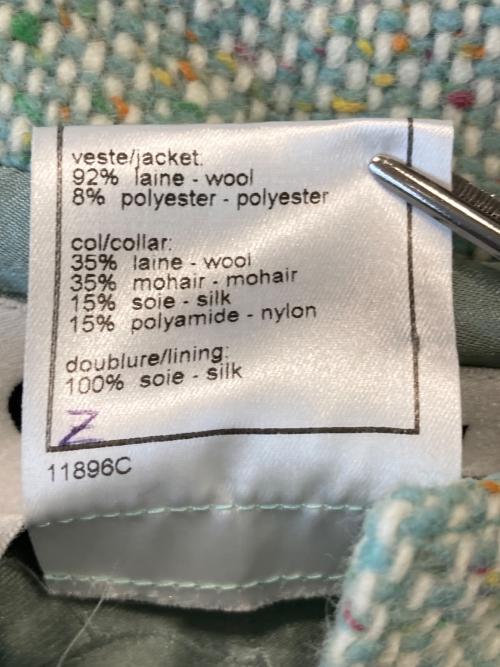 veste/jacket:
92% laine - wool
8% polyester - polyester
col/collar:
35% laine - wool
35% mohair - mohair
15% soie - silk
15% polyamide - nylon
doublure/lining:
100% soie - silk
Z
11896C